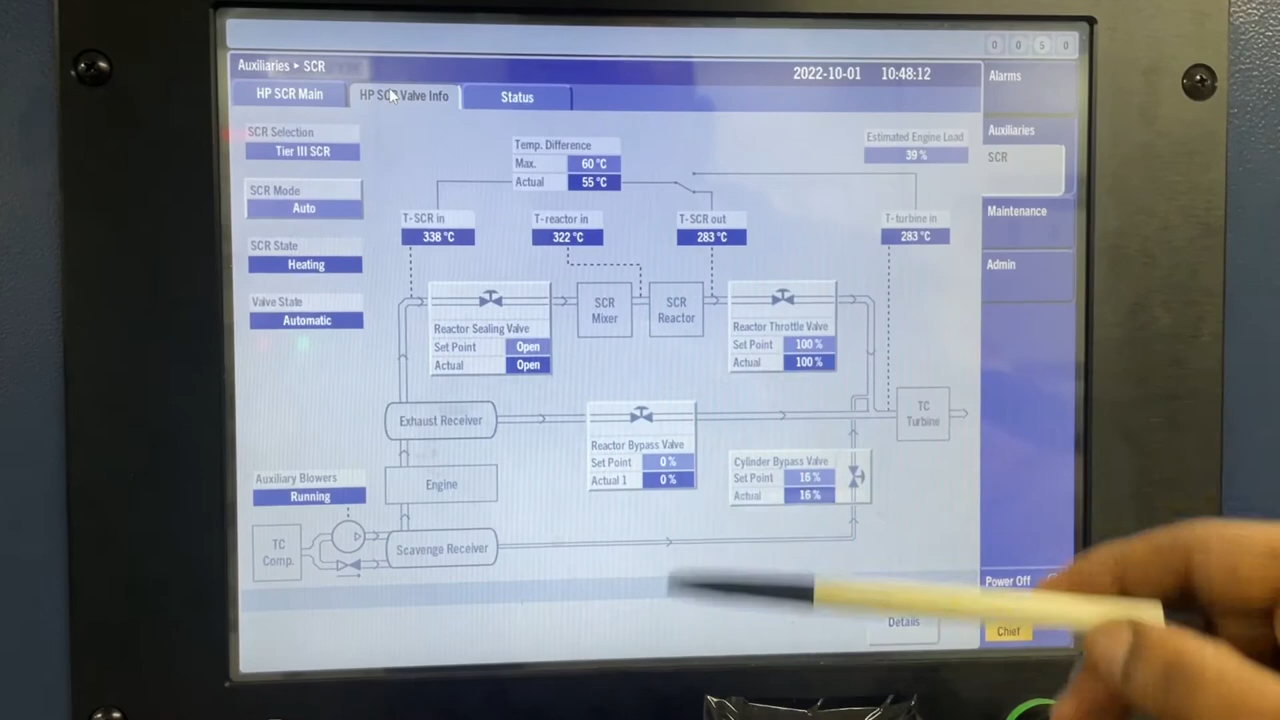 0 0 5 0
Auxiliaries ▸ SCR
2022-10-01 10:48:12
Alarms
HP SCR Main
HP SCR Valve Info
Status
Auxiliaries
SCR
Maintenance
Admin
SCR Selection
Tier III SCR
SCR Mode
Auto
SCR State
Heating
Valve State
Automatic
Temp. Difference
Max. 60 °C
Actual 55 °C
Estimated Engine Load
39 %
T-SCR in
338 °C
T-reactor in
322 °C
T-SCR out
283 °C
T-turbine in
283 °C
Reactor Sealing Valve
Set Point Open
Actual Open
SCR
Mixer
SCR
Reactor
Reactor Throttle Valve
Set Point 100 %
Actual 100 %
Exhaust Receiver
Reactor Bypass Valve
Set Point 0 %
Actual 1 0 %
TC
Turbine
Cylinder Bypass Valve
Set Point 16 %
Actual 16 %
Auxiliary Blowers
Running
Engine
TC
Comp.
Scavenge Receiver
Power Off
Details
Chief